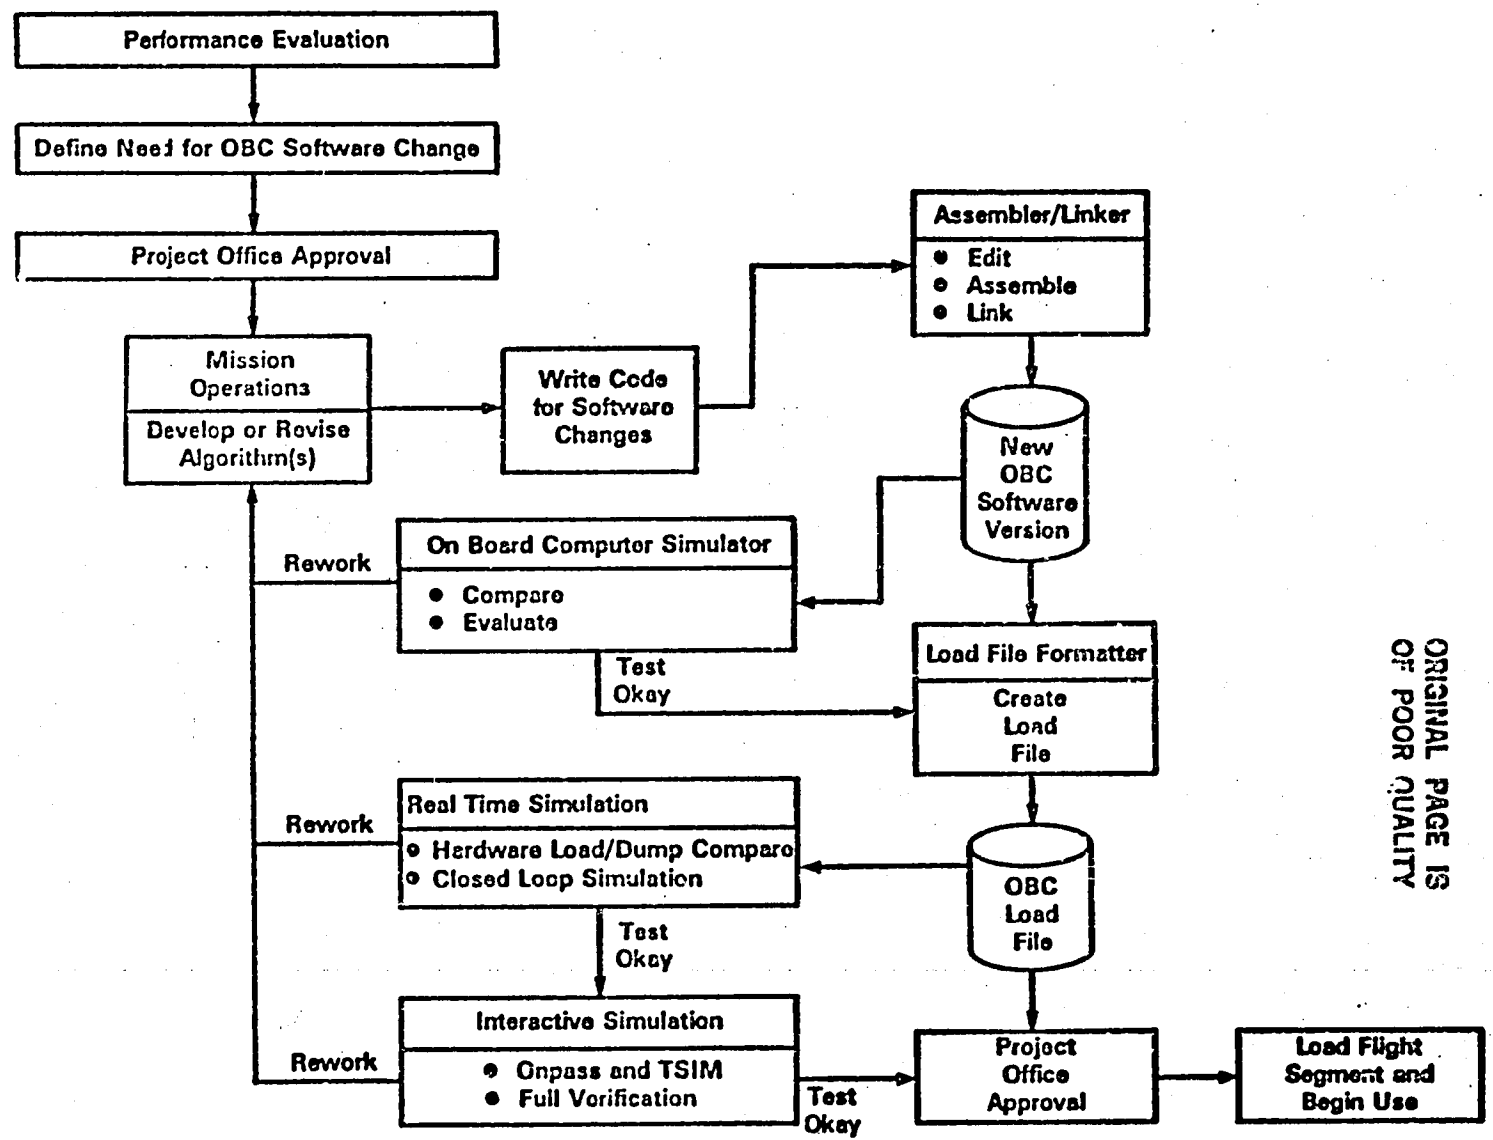 Performance Evaluation
Define Need for OBC Software Change
Project Office Approval
Mission
Operations
Develop or Revise
Algorithm(s)
Write Code
for Software
Changes
Assembler/Linker
● Edit
● Assemble
● Link
New
OBC
Software
Version
On Board Computer Simulator
● Compare
● Evaluate
Rework
Test
Okay
Load File Formatter
Create
Load
File
Real Time Simulation
● Hardware Load/Dump Compare
● Closed Loop Simulation
Rework
Test
Okay
OBC
Load
File
Interactive Simulation
● Onpass and TSIM
● Full Verification
Rework
Test
Okay
Project
Office
Approval
Load Flight
Segment and
Begin Use
ORIGINAL PAGE IS
OF POOR QUALITY